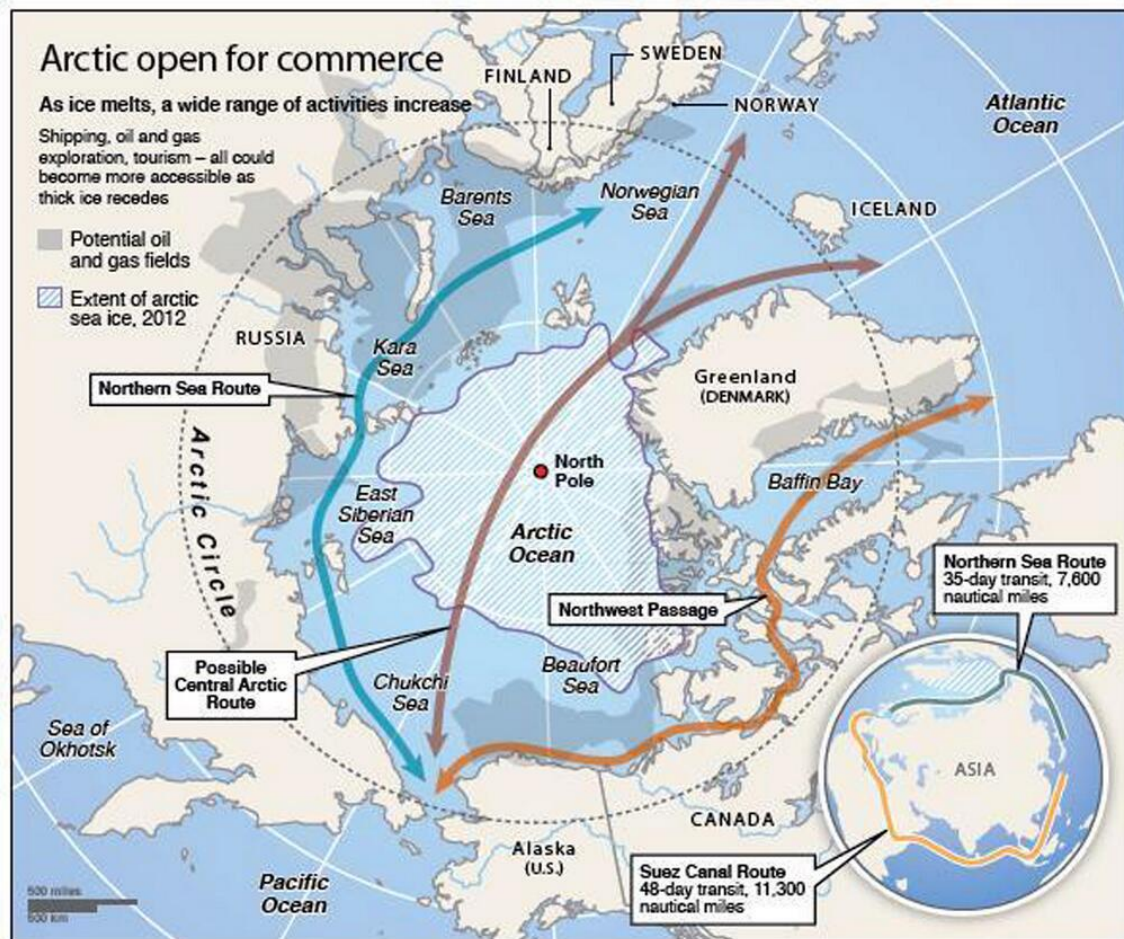 Arctic open for commerce
As ice melts, a wide range of activities increase
Shipping, oil and gas
exploration, tourism – all could
become more accessible as
thick ice recedes
Potential oil
and gas fields
Extent of arctic
sea ice, 2012
FINLAND
SWEDEN
NORWAY
Atlantic
Ocean
Barents
Sea
Norwegian
Sea
ICELAND
RUSSIA
Kara
Sea
Northern Sea Route
Greenland
(DENMARK)
Arctic Circle
North
Pole
Baffin Bay
East
Siberian
Sea
Arctic
Ocean
Northwest Passage
Northern Sea Route
35-day transit, 7,600
nautical miles
Possible
Central Arctic
Route
Chukchi
Sea
Beaufort
Sea
Sea of
Okhotsk
ASIA
CANADA
Alaska
(U.S.)
Suez Canal Route
48-day transit, 11,300
nautical miles
Pacific
Ocean
500 miles
500 km